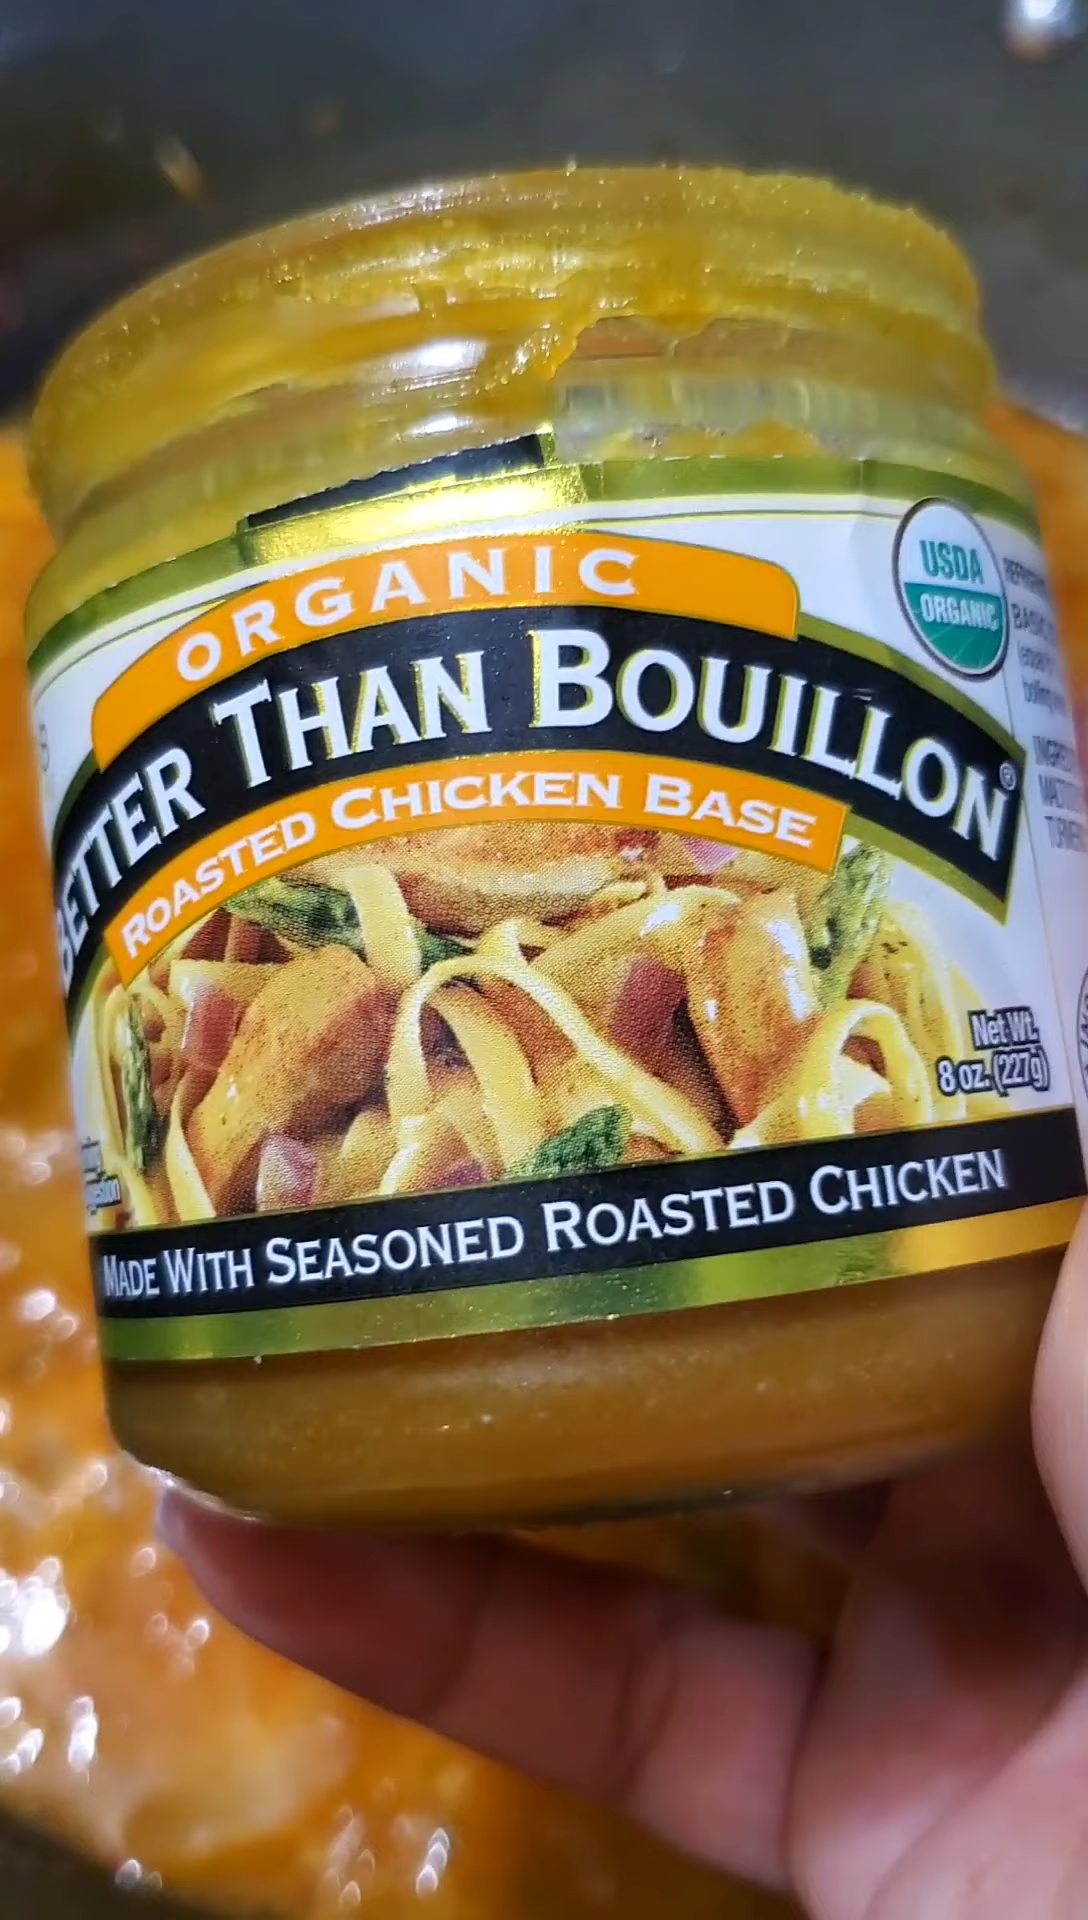 ORGANIC
BETTER THAN BOUILLON®
ROASTED CHICKEN BASE
USDA
ORGANIC
Net Wt.
8 oz. (227g)
MADE WITH SEASONED ROASTED CHICKEN